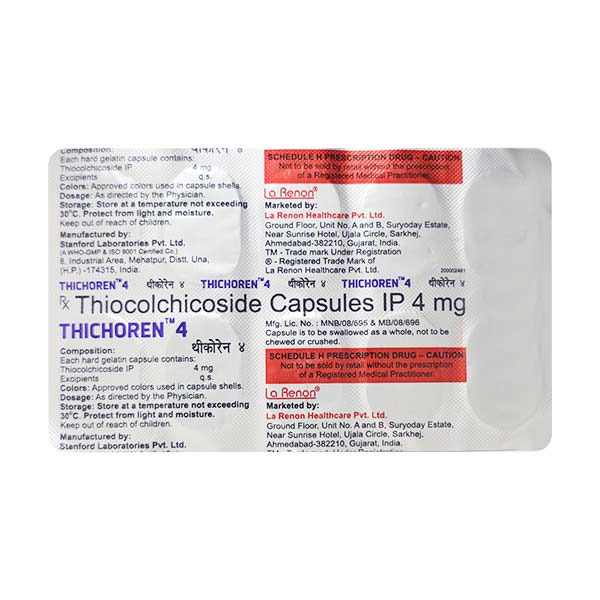 Composition: थीकोरेन ४
Each hard gelatin capsule contains:
Thiocolchicoside IP 4 mg
Excipients q.s.
Colors: Approved colors used in capsule shells.
Dosage: As directed by the Physician.
Storage: Store at a temperature not exceeding
30°C. Protect from light and moisture.
Keep out of reach of children.
Manufactured by:
Stanford Laboratories Pvt. Ltd.
(A WHO-GMP & ISO 9001 Certified Co.)
8, Industrial Area, Mehatpur, Distt. Una,
(H.P.) -174315, India.
SCHEDULE H PRESCRIPTION DRUG – CAUTION
Not to be sold by retail without the prescription
of a Registered Medical Practitioner.
La Renon®
Marketed by:
La Renon Healthcare Pvt. Ltd.
Ground Floor, Unit No. A and B, Suryoday Estate,
Near Sunrise Hotel, Ujala Circle, Sarkhej,
Ahmedabad-382210, Gujarat, India.
TM - Trade mark Under Registration
® - Registered Trade Mark of
La Renon Healthcare Pvt. Ltd. 200002461
THICHOREN™4 थीकोरेन ४ THICHOREN™4 थीकोरेन ४ THICHOREN™4 थीकोरेन ४
Rx Thiocolchicoside Capsules IP 4 mg
THICHOREN™4
थीकोरेन ४
Composition:
Each hard gelatin capsule contains:
Thiocolchicoside IP 4 mg
Excipients q.s.
Colors: Approved colors used in capsule shells.
Dosage: As directed by the Physician.
Storage: Store at a temperature not exceeding
30°C. Protect from light and moisture.
Keep out of reach of children.
Manufactured by:
Stanford Laboratories Pvt. Ltd.
Mfg. Lic. No. : MNB/08/695 & MB/08/696
Capsule is to be swallowed as a whole, not to be
chewed or crushed.
SCHEDULE H PRESCRIPTION DRUG – CAUTION
Not to be sold by retail without the prescription
of a Registered Medical Practitioner.
La Renon®
Marketed by:
La Renon Healthcare Pvt. Ltd.
Ground Floor, Unit No. A and B, Suryoday Estate,
Near Sunrise Hotel, Ujala Circle, Sarkhej,
Ahmedabad-382210, Gujarat, India.
TM - Trade mark Under Registration